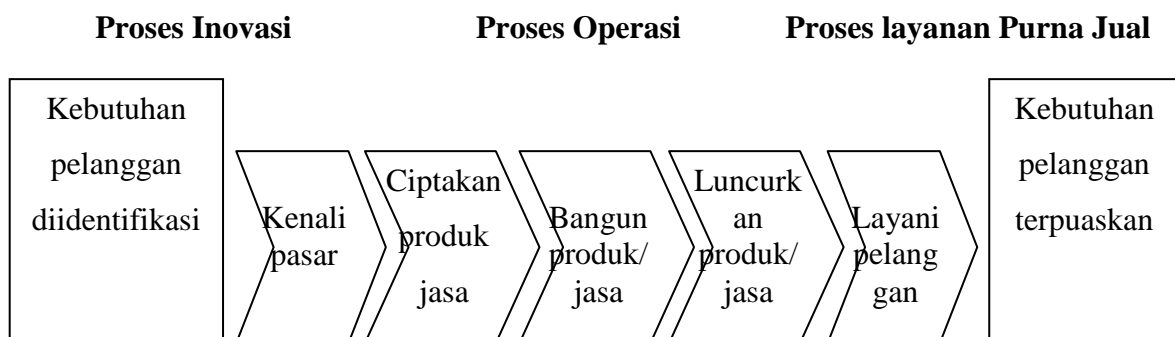 Proses Inovasi
Proses Operasi
Proses layanan Purna Jual
Kebutuhan
pelanggan
diidentifikasi
Kenali
pasar
Ciptakan
produk
jasa
Bangun
produk/
jasa
Luncurk
an
produk/
jasa
Layani
pelang
gan
Kebutuhan
pelanggan
terpuaskan